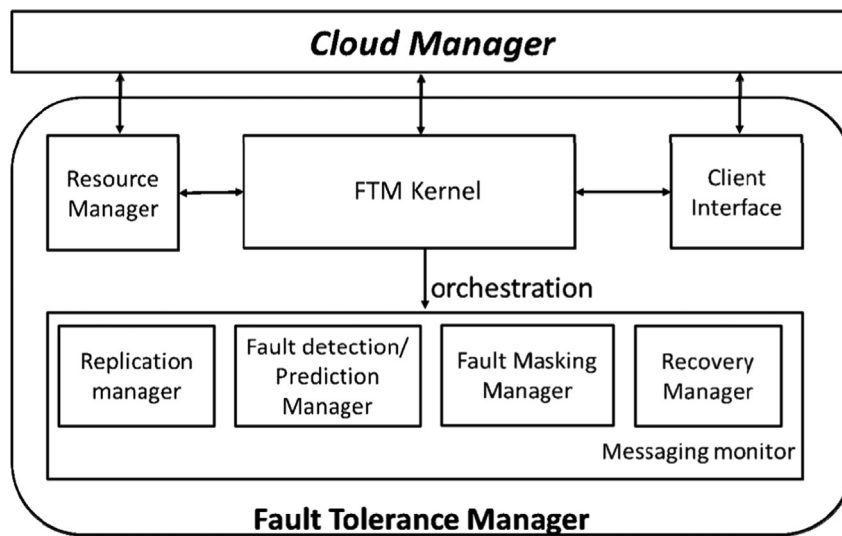 Cloud Manager
Resource
Manager
FTM Kernel
Client
Interface
orchestration
Replication
manager
Fault detection/
Prediction
Manager
Fault Masking
Manager
Recovery
Manager
Messaging monitor
Fault Tolerance Manager